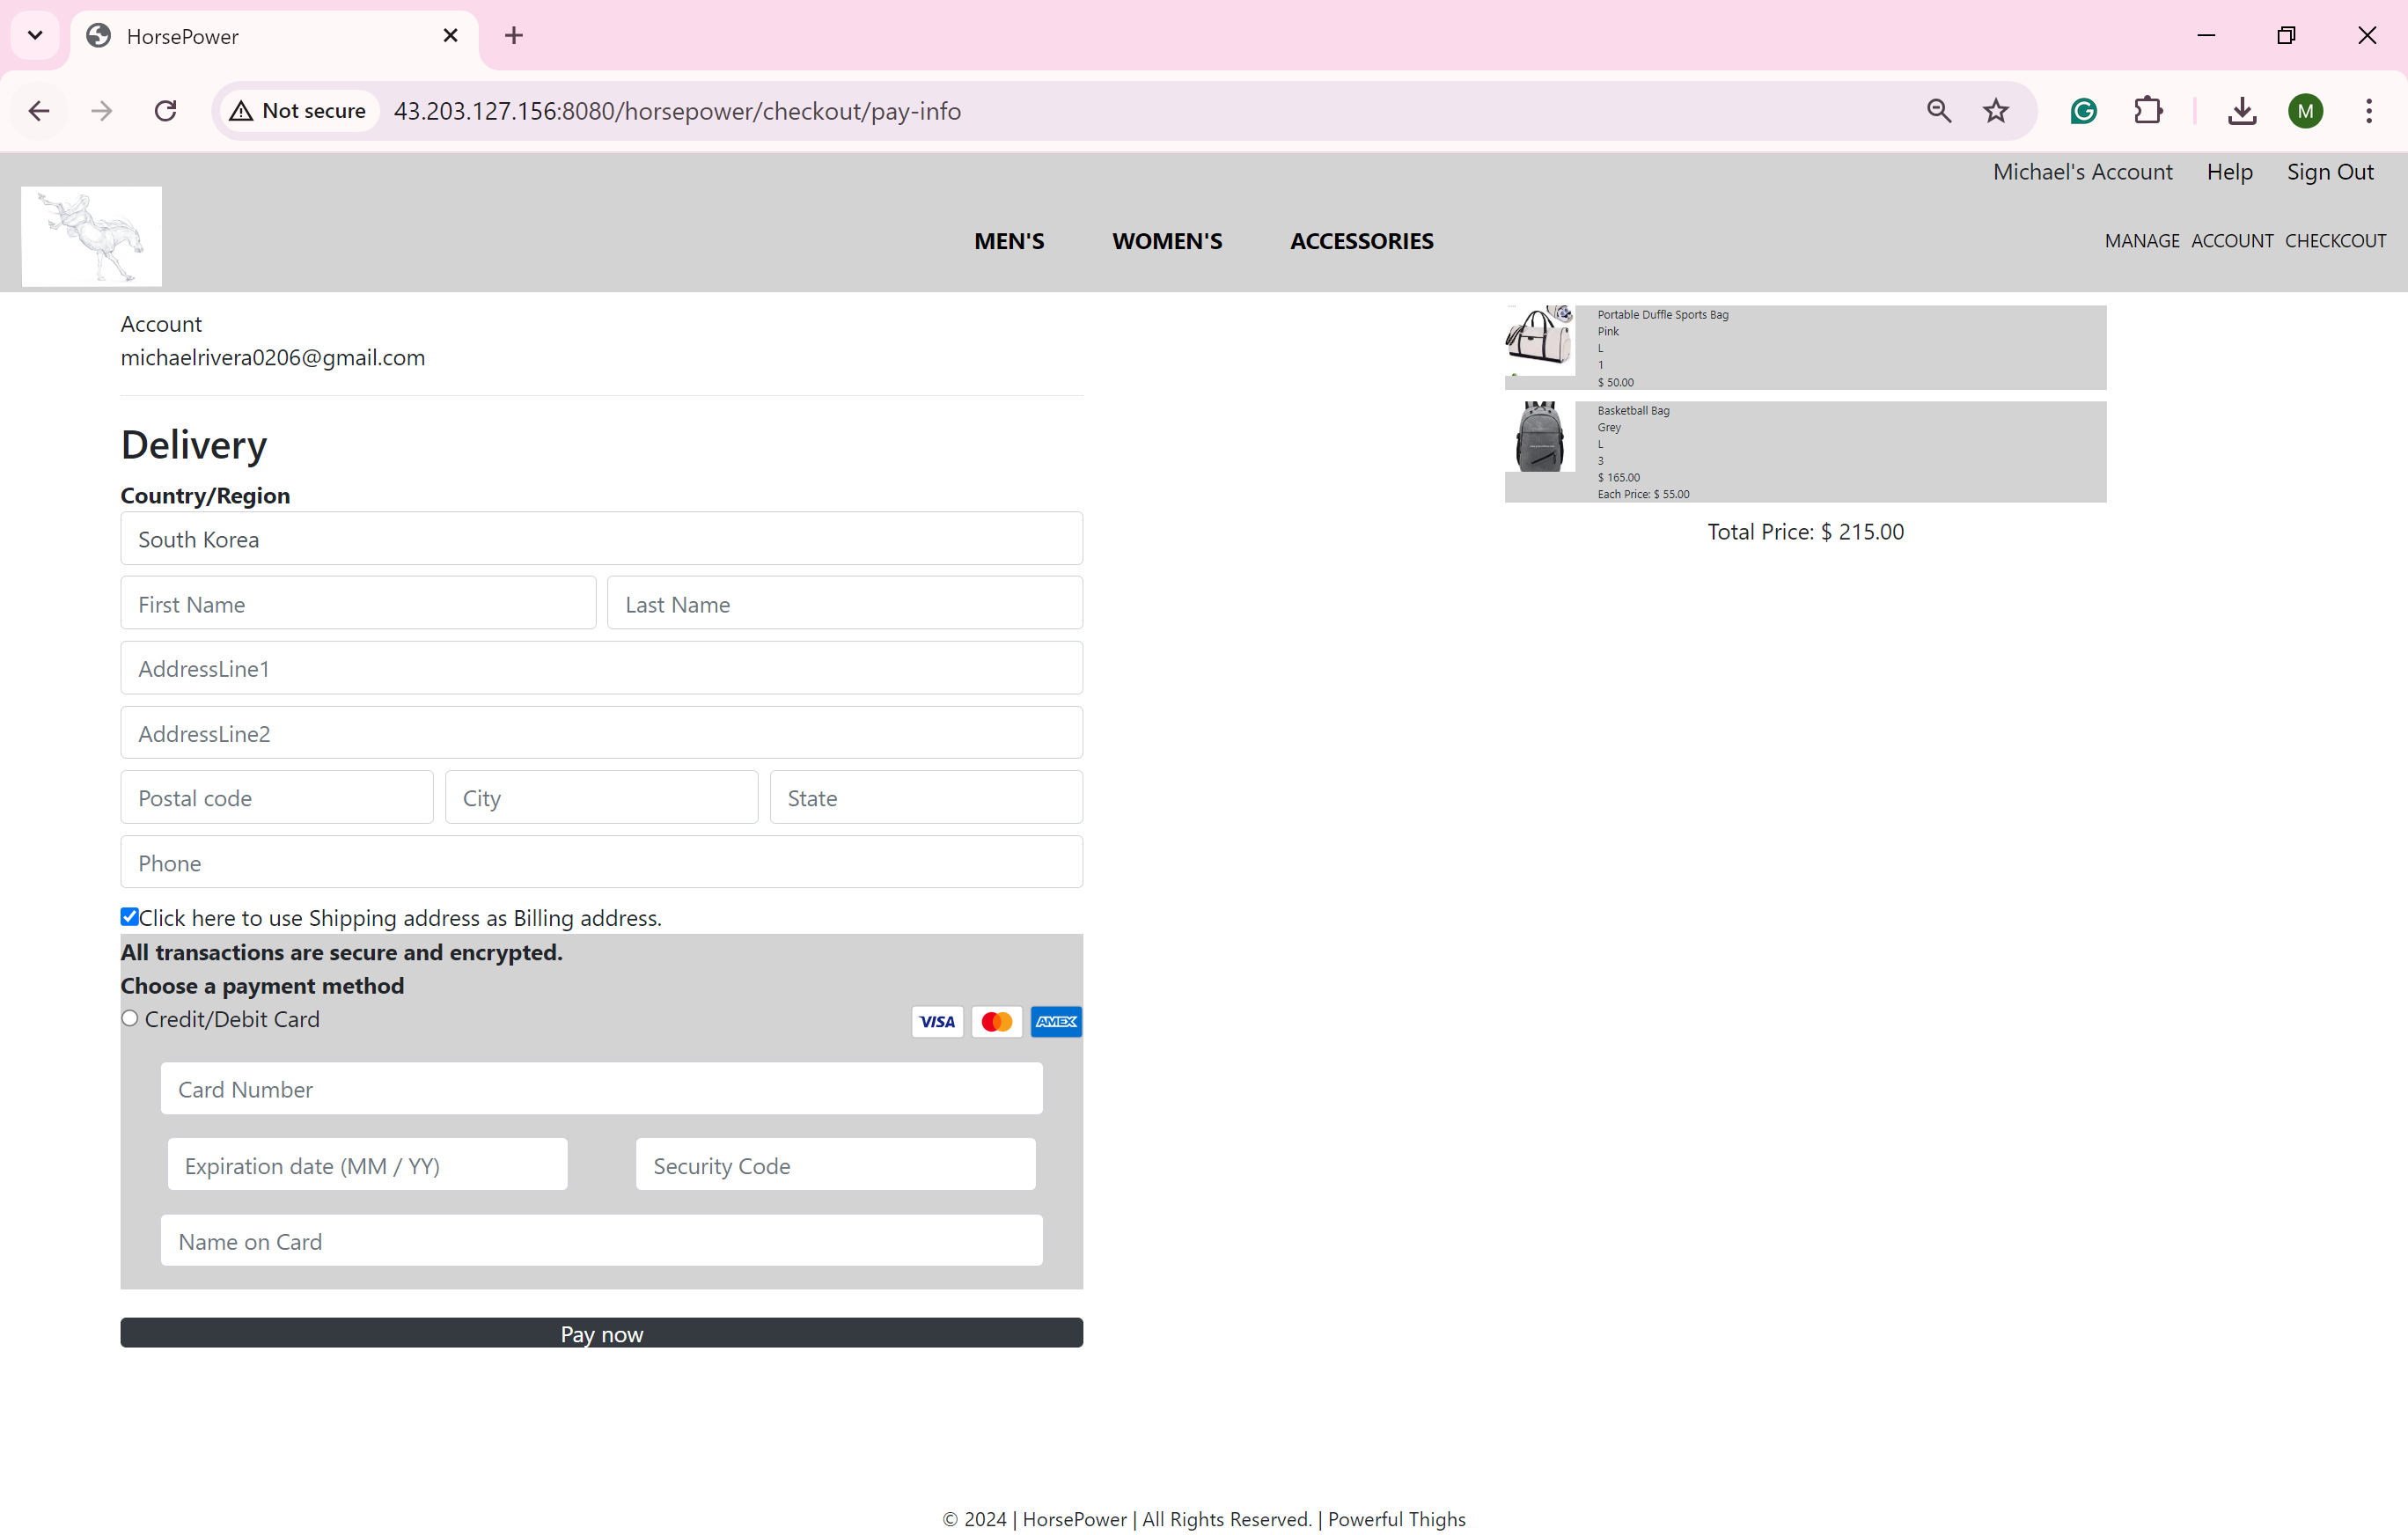 HorsePower
Not secure
43.203.127.156:8080/horsepower/checkout/pay-info
M
Michael's Account Help Sign Out
MEN'S WOMEN'S ACCESSORIES
MANAGE ACCOUNT CHECKCOUT
Account
michaelrivera0206@gmail.com
Delivery
Country/Region
South Korea
First Name Last Name
AddressLine1
AddressLine2
Postal code City State
Phone
Click here to use Shipping address as Billing address.
All transactions are secure and encrypted.
Choose a payment method
Credit/Debit Card
VISA AMEX
Card Number
Expiration date (MM / YY) Security Code
Name on Card
Pay now
Portable Duffle Sports Bag
Pink
L
1
$ 50.00
Basketball Bag
Grey
L
3
$ 165.00
Each Price: $ 55.00
Total Price: $ 215.00
© 2024 | HorsePower | All Rights Reserved. | Powerful Thighs